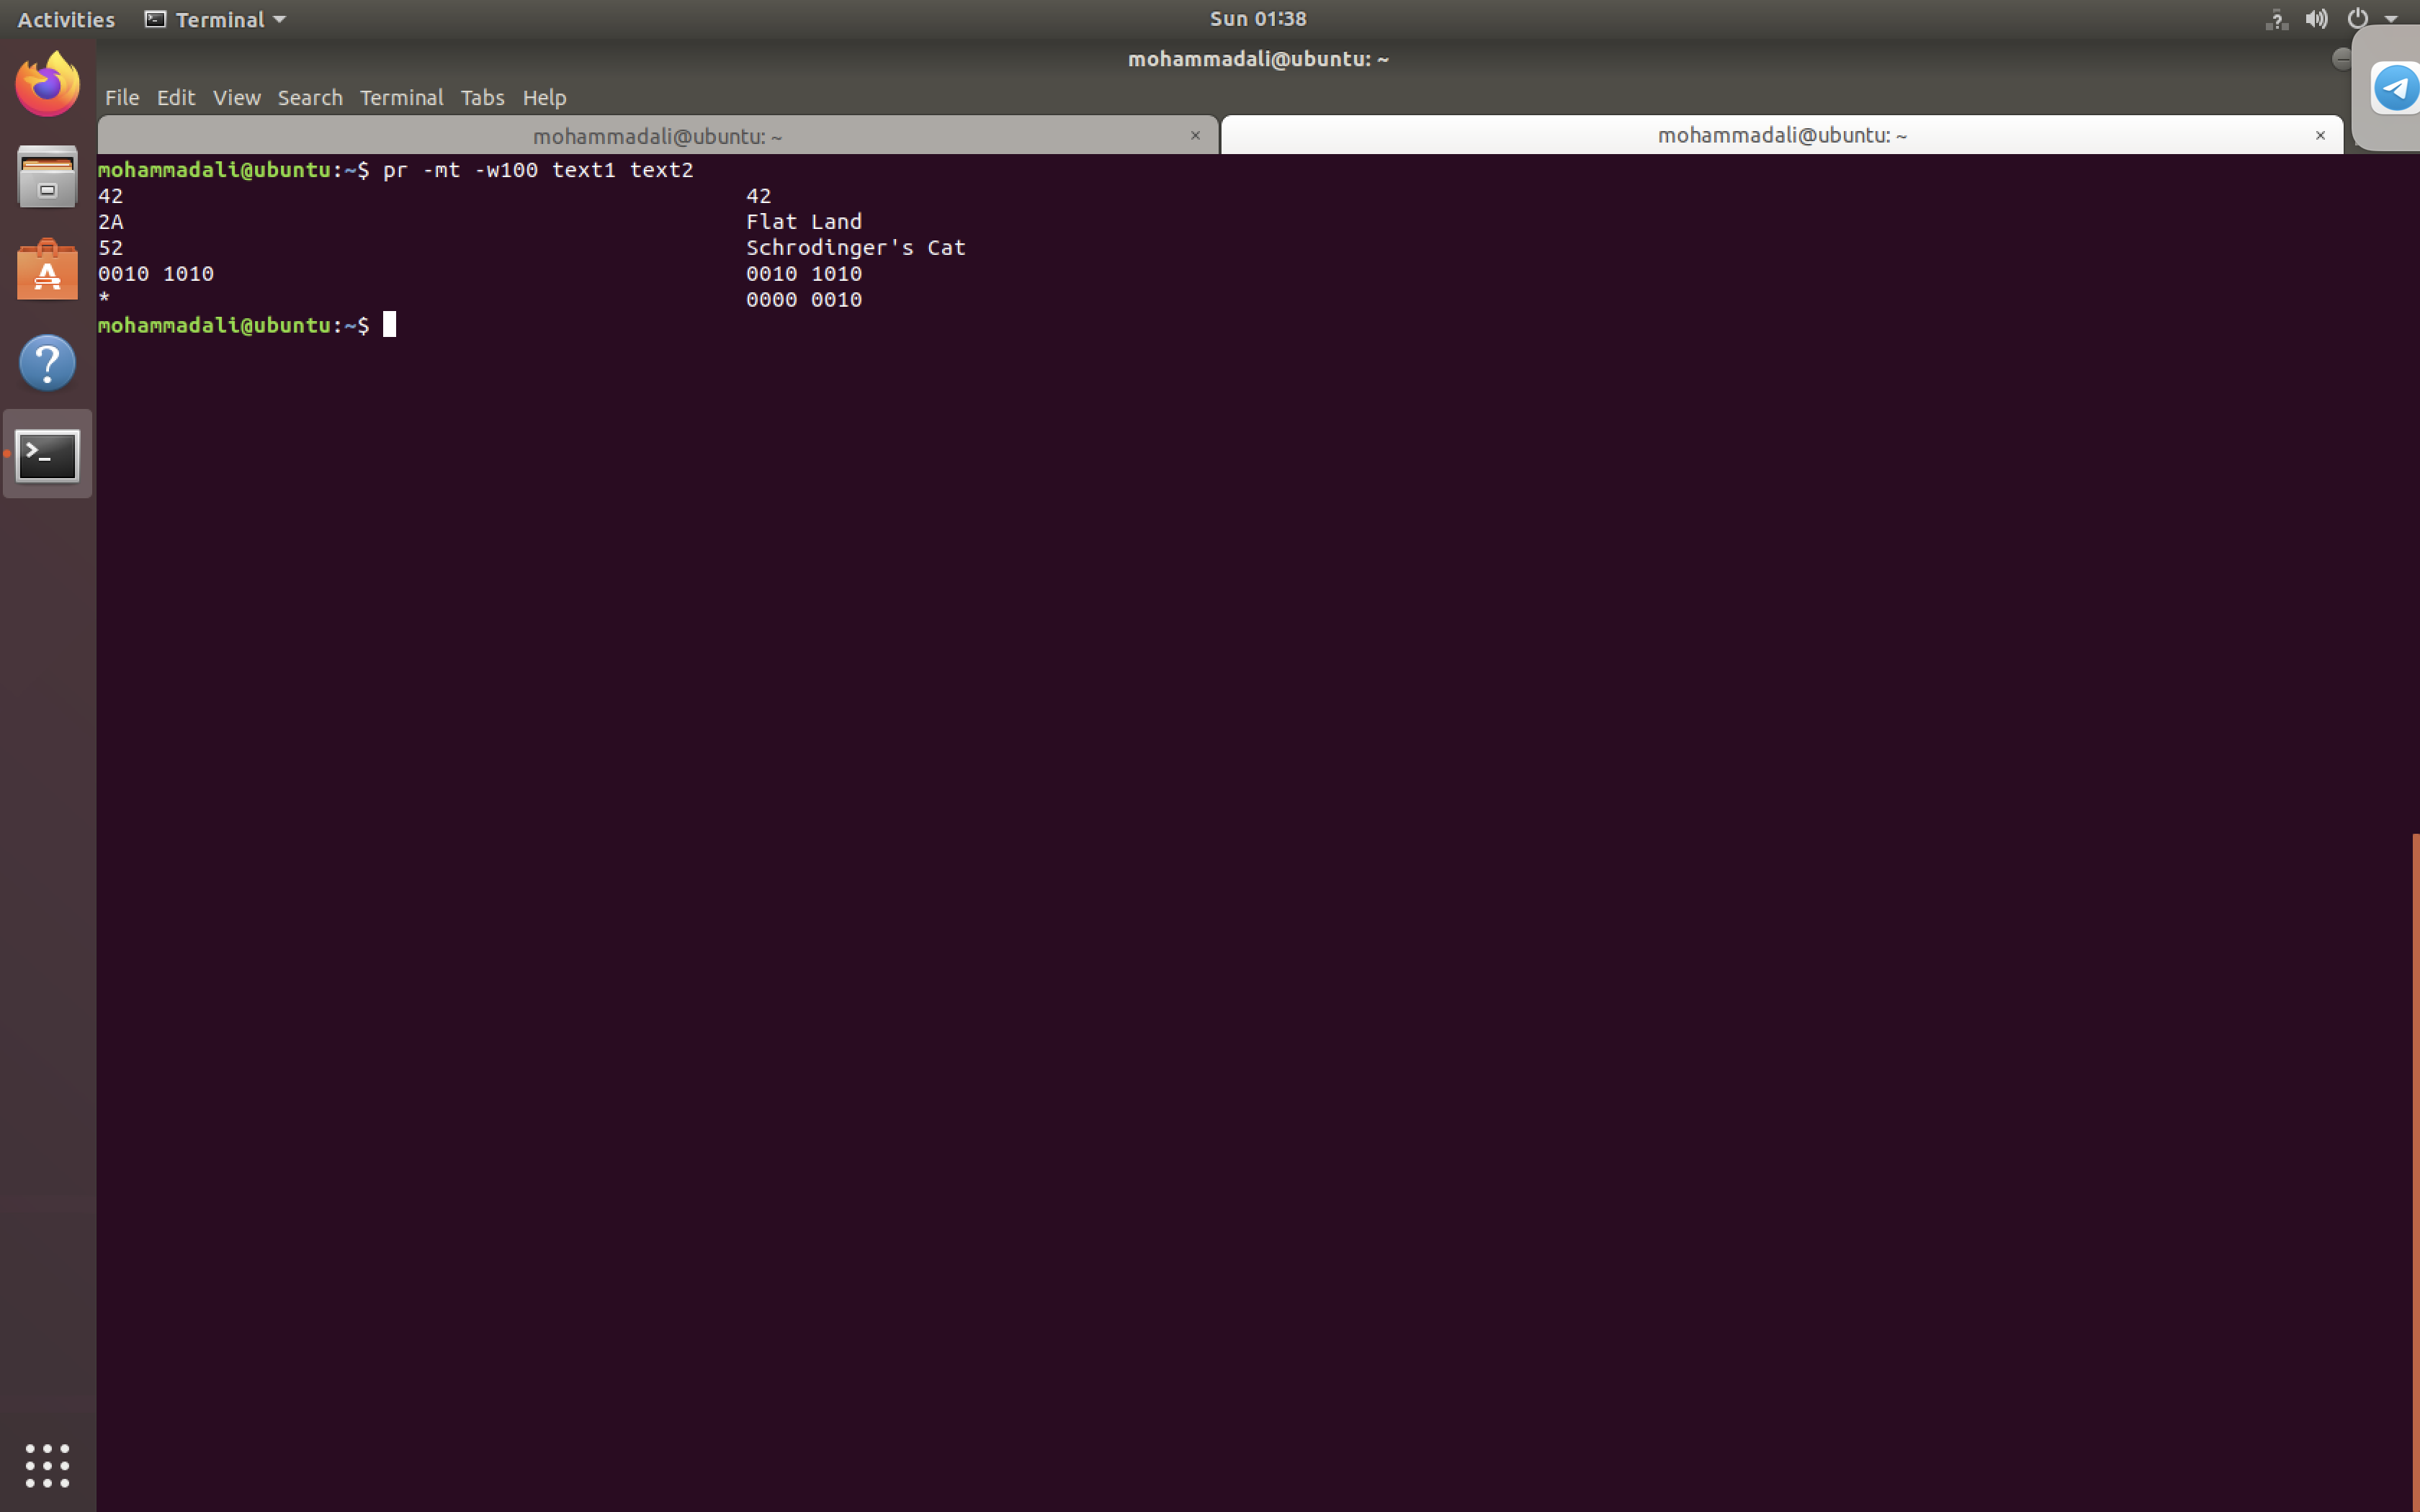 Activities Terminal Sun 01:38
mohammadali@ubuntu: ~
File Edit View Search Terminal Tabs Help
mohammadali@ubuntu: ~ × mohammadali@ubuntu: ~ ×
mohammadali@ubuntu:~$ pr -mt -w100 text1 text2
42 42
2A Flat Land
52 Schrodinger's Cat
0010 1010 0010 1010
* 0000 0010
mohammadali@ubuntu:~$